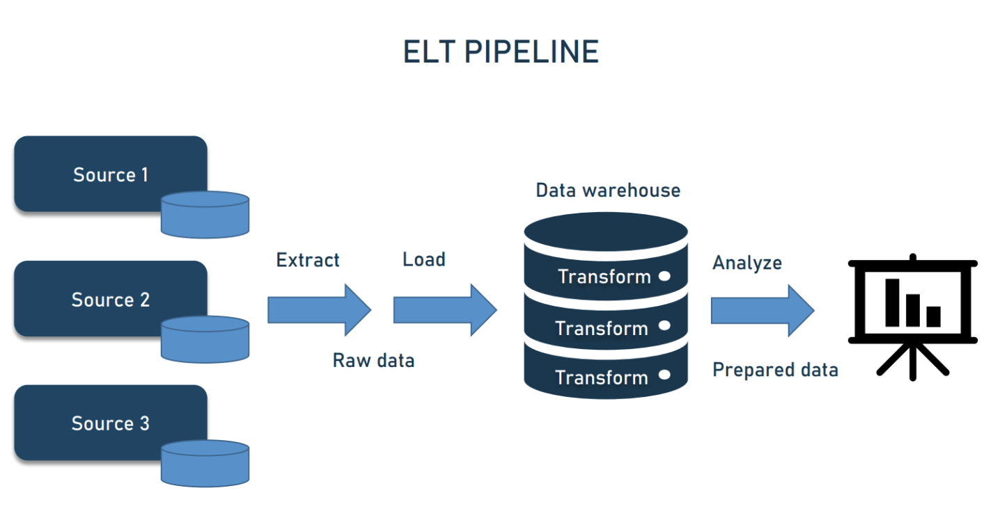 ELT PIPELINE
Source 1
Source 2
Source 3
Extract
Load
Raw data
Data warehouse
Transform
Transform
Transform
Analyze
Prepared data